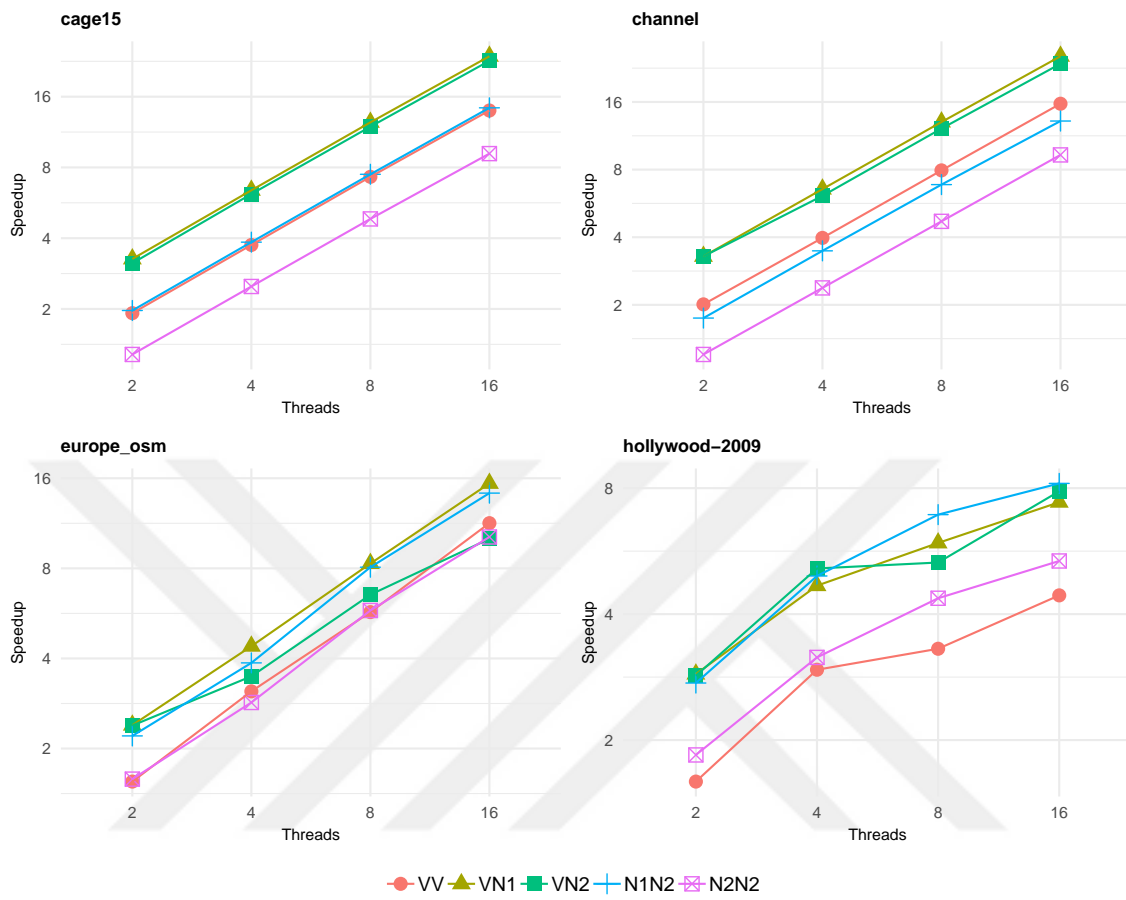 cage15
channel
Speedup
16
8
4
2
2
4
8
16
Threads
Speedup
16
8
4
2
2
4
8
16
Threads
europe_osm
hollywood−2009
Speedup
16
8
4
2
2
4
8
16
Threads
Speedup
8
4
2
2
4
8
16
Threads
VV VN1 VN2 N1N2 N2N2